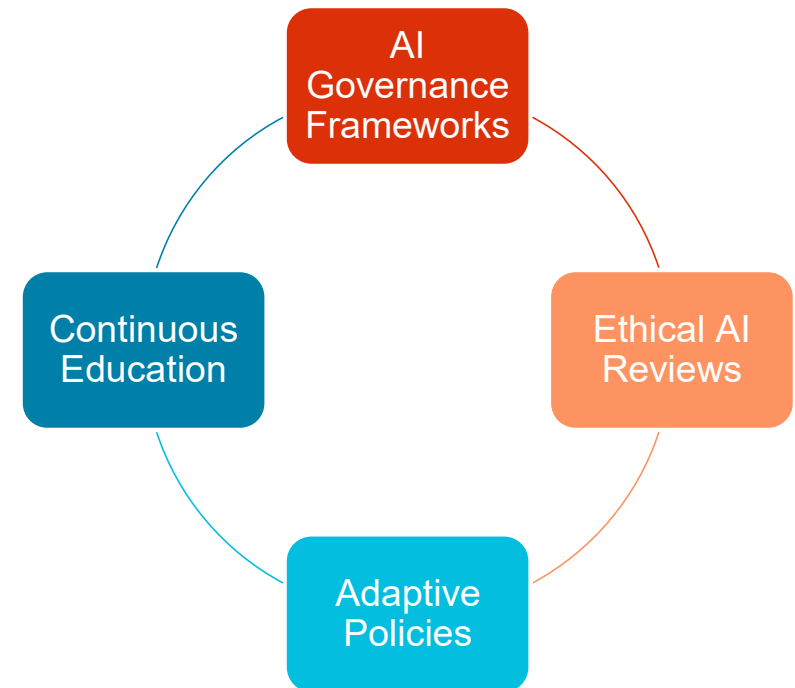 AI
Governance
Frameworks
Continuous
Education
Ethical AI
Reviews
Adaptive
Policies